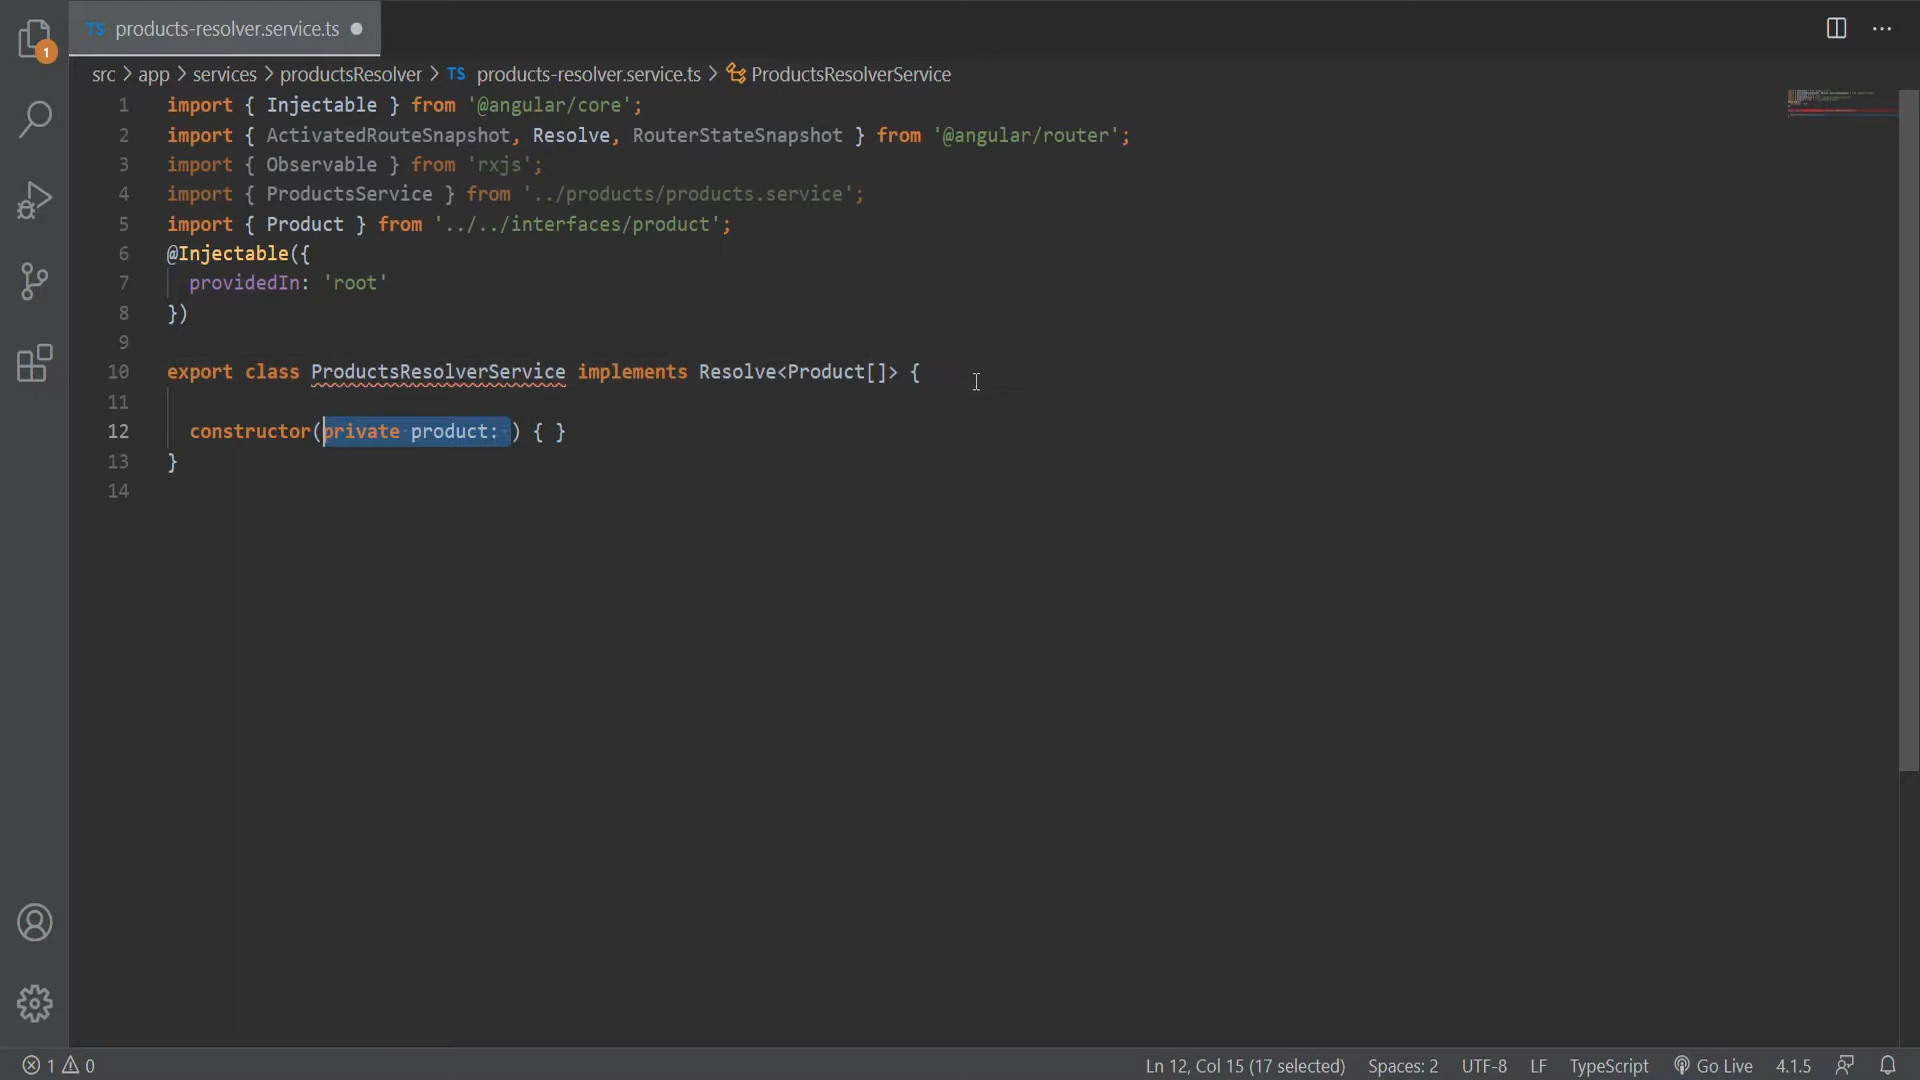 TS products-resolver.service.ts
1
src > app > services > productsResolver > TS products-resolver.service.ts > ProductsResolverService
1 import { Injectable } from '@angular/core';
2 import { ActivatedRouteSnapshot, Resolve, RouterStateSnapshot } from '@angular/router';
3 import { Observable } from 'rxjs';
4 import { ProductsService } from '../products/products.service';
5 import { Product } from '../../interfaces/product';
6 @Injectable({
7 providedIn: 'root'
8 })
9
10 export class ProductsResolverService implements Resolve<Product[]> {
11
12 constructor(private product: ) { }
13 }
14
1 0 Ln 12, Col 15 (17 selected) Spaces: 2 UTF-8 LF TypeScript Go Live 4.1.5